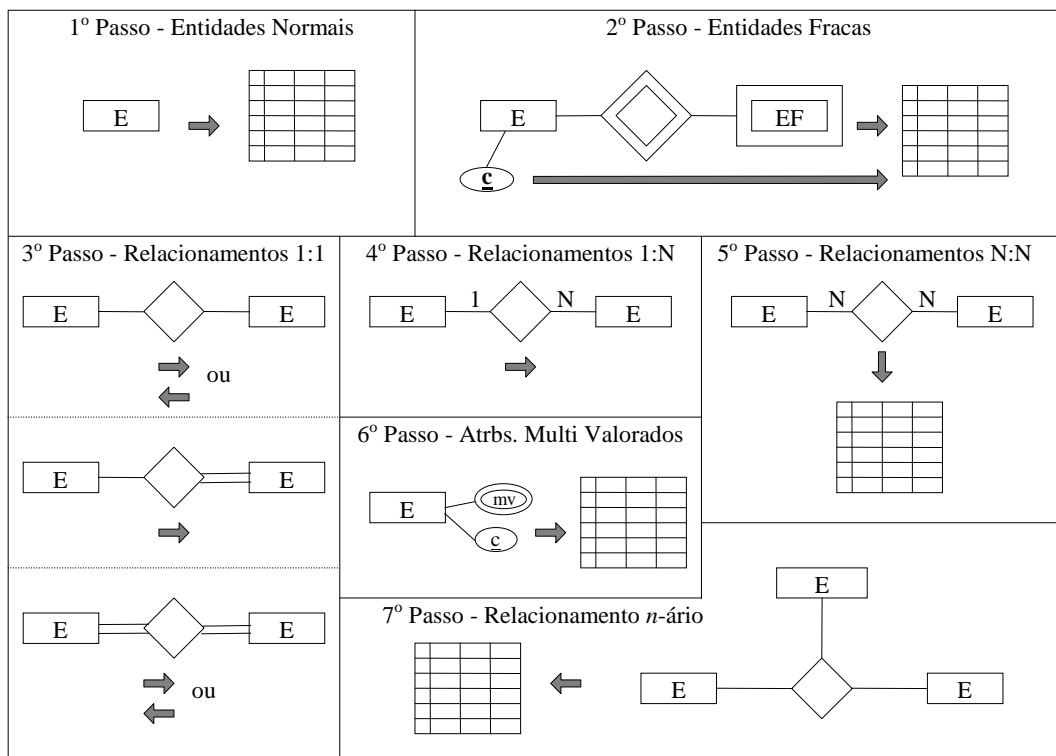 1º Passo - Entidades Normais
E
2º Passo - Entidades Fracas
E
EF
c
3º Passo - Relacionamentos 1:1
E
E
ou
E
E
E
E
ou
4º Passo - Relacionamentos 1:N
E
1
N
E
5º Passo - Relacionamentos N:N
E
N
N
E
6º Passo - Atrbs. Multi Valorados
E
mv
c
7º Passo - Relacionamento n-ário
E
E
E